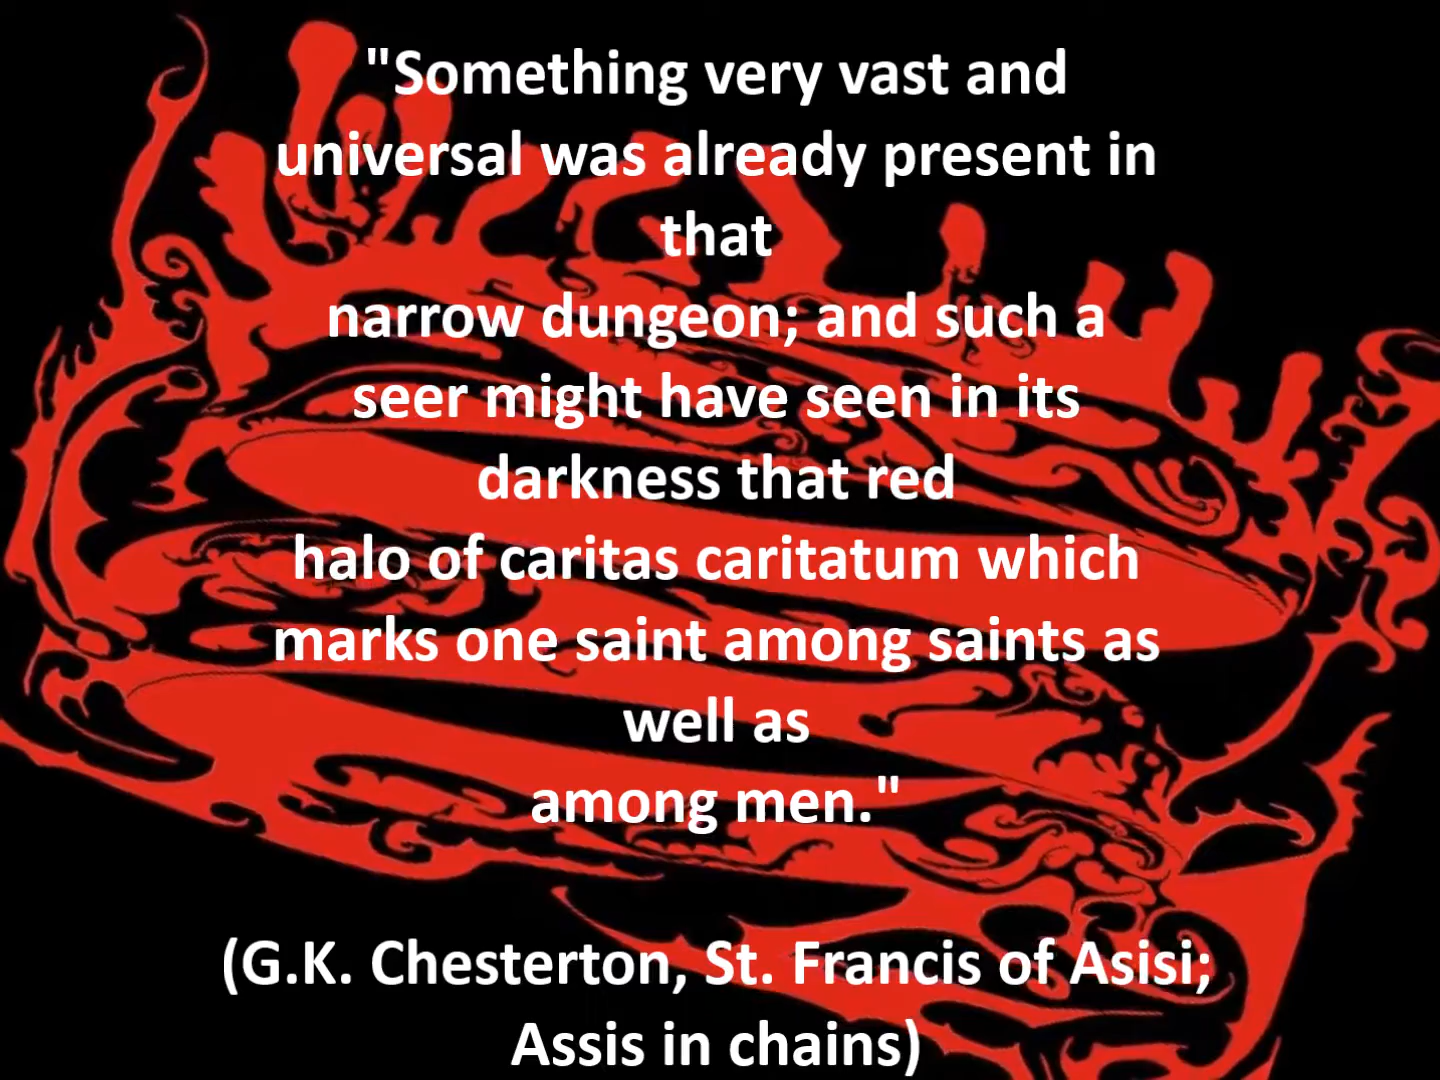 "Something very vast and
universal was already present in
that
narrow dungeon; and such a
seer might have seen in its
darkness that red
halo of caritas caritatum which
marks one saint among saints as
well as
among men."
(G.K. Chesterton, St. Francis of Asisi;
Assis in chains)